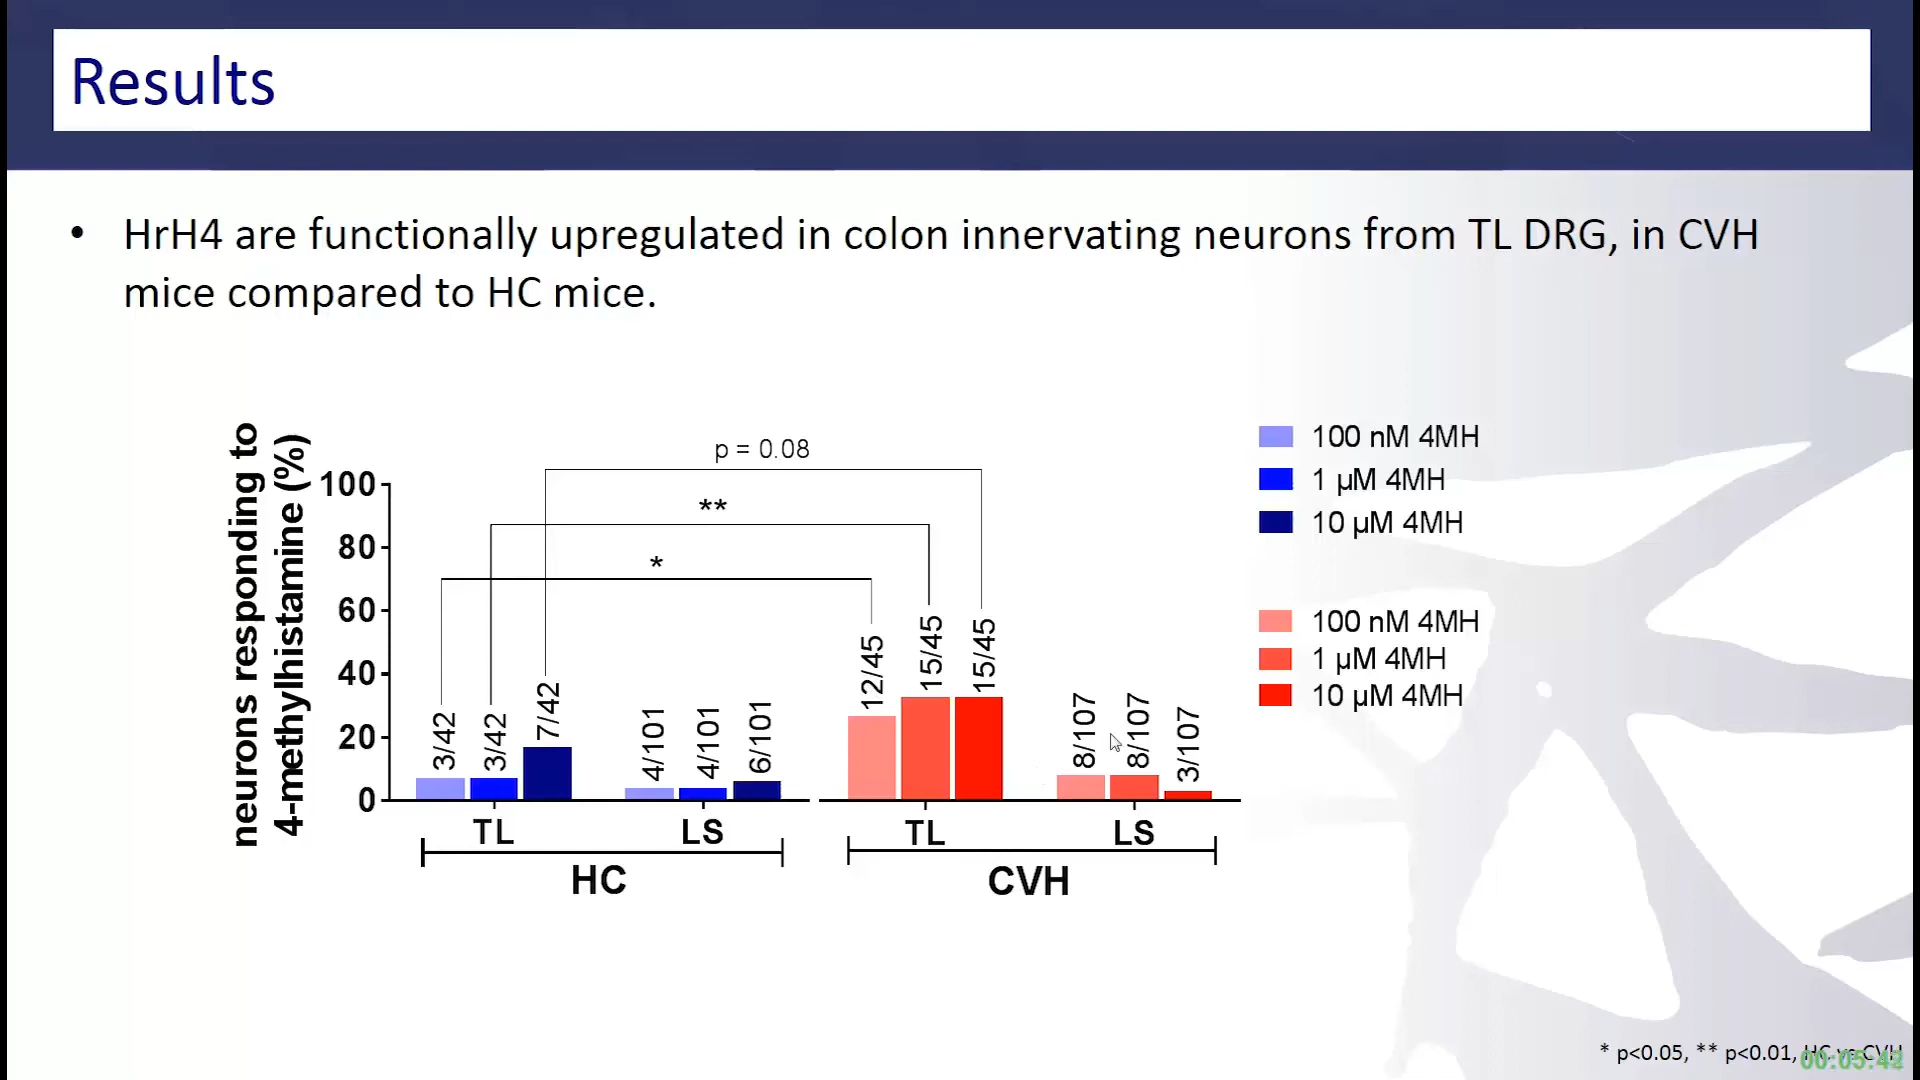 Results
• HrH4 are functionally upregulated in colon innervating neurons from TL DRG, in CVH
mice compared to HC mice.
neurons responding to
4-methylhistamine (%)
100
80
60
40
20
0
p = 0.08
**
*
3/42
3/42
7/42
4/101
4/101
6/101
12/45
15/45
15/45
8/107
8/107
3/107
TL
LS
TL
LS
HC
CVH
100 nM 4MH
1 µM 4MH
10 µM 4MH
100 nM 4MH
1 µM 4MH
10 µM 4MH
* p<0.05, ** p<0.01, HC vs CVH